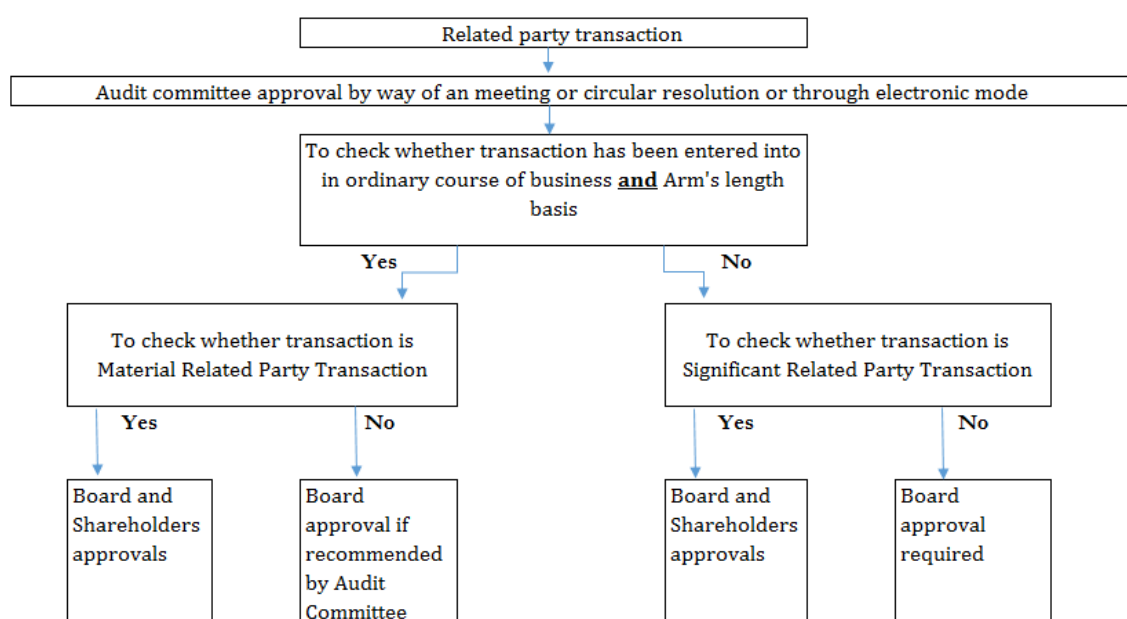 Related party transaction
Audit committee approval by way of an meeting or circular resolution or through electronic mode
To check whether transaction has been entered into
in ordinary course of business and Arm's length
basis
Yes
No
To check whether transaction is
Material Related Party Transaction
To check whether transaction is
Significant Related Party Transaction
Yes
No
Yes
No
Board and
Shareholders
approvals
Board
approval if
recommended
by Audit
Committee
Board and
Shareholders
approvals
Board
approval
required